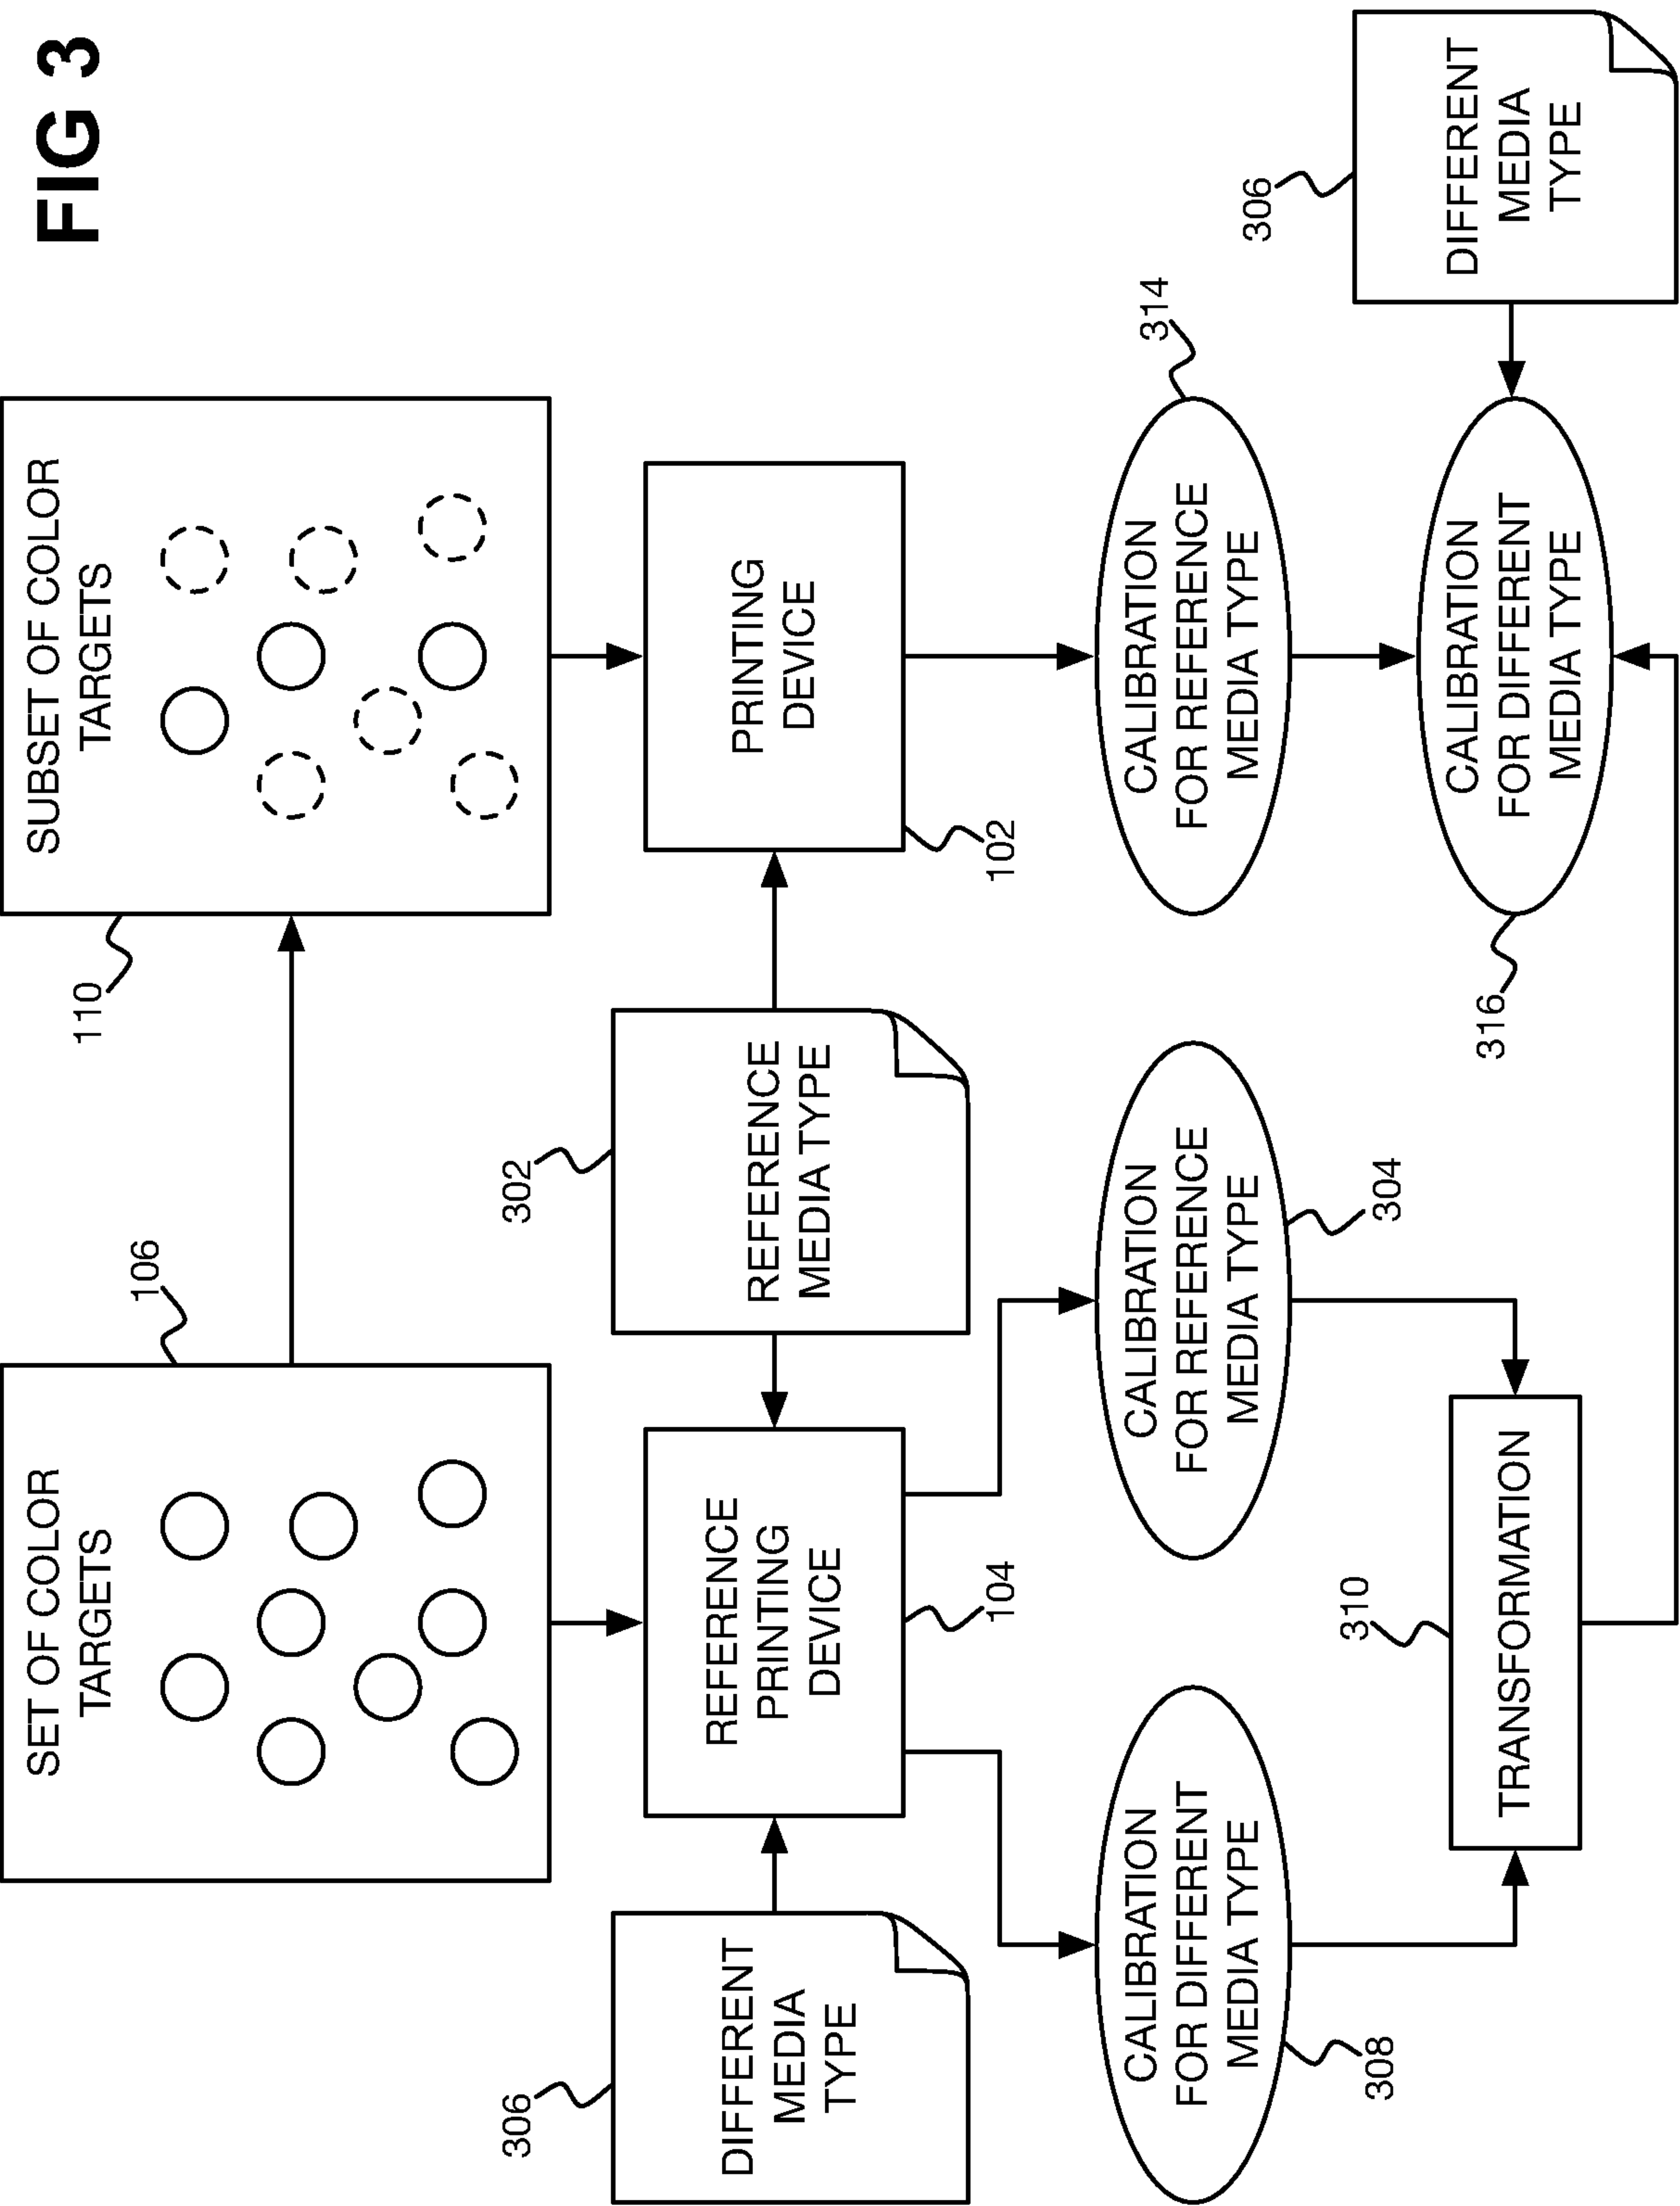 FIG 3
SET OF COLOR
TARGETS
106
SUBSET OF COLOR
TARGETS
110
306
DIFFERENT
MEDIA
TYPE
REFERENCE
PRINTING
DEVICE
104
302
REFERENCE
MEDIA TYPE
PRINTING
DEVICE
102
CALIBRATION
FOR DIFFERENT
MEDIA TYPE
308
CALIBRATION
FOR REFERENCE
MEDIA TYPE
304
CALIBRATION
FOR REFERENCE
MEDIA TYPE
314
310
TRANSFORMATION
316
CALIBRATION
FOR DIFFERENT
MEDIA TYPE
306
DIFFERENT
MEDIA
TYPE